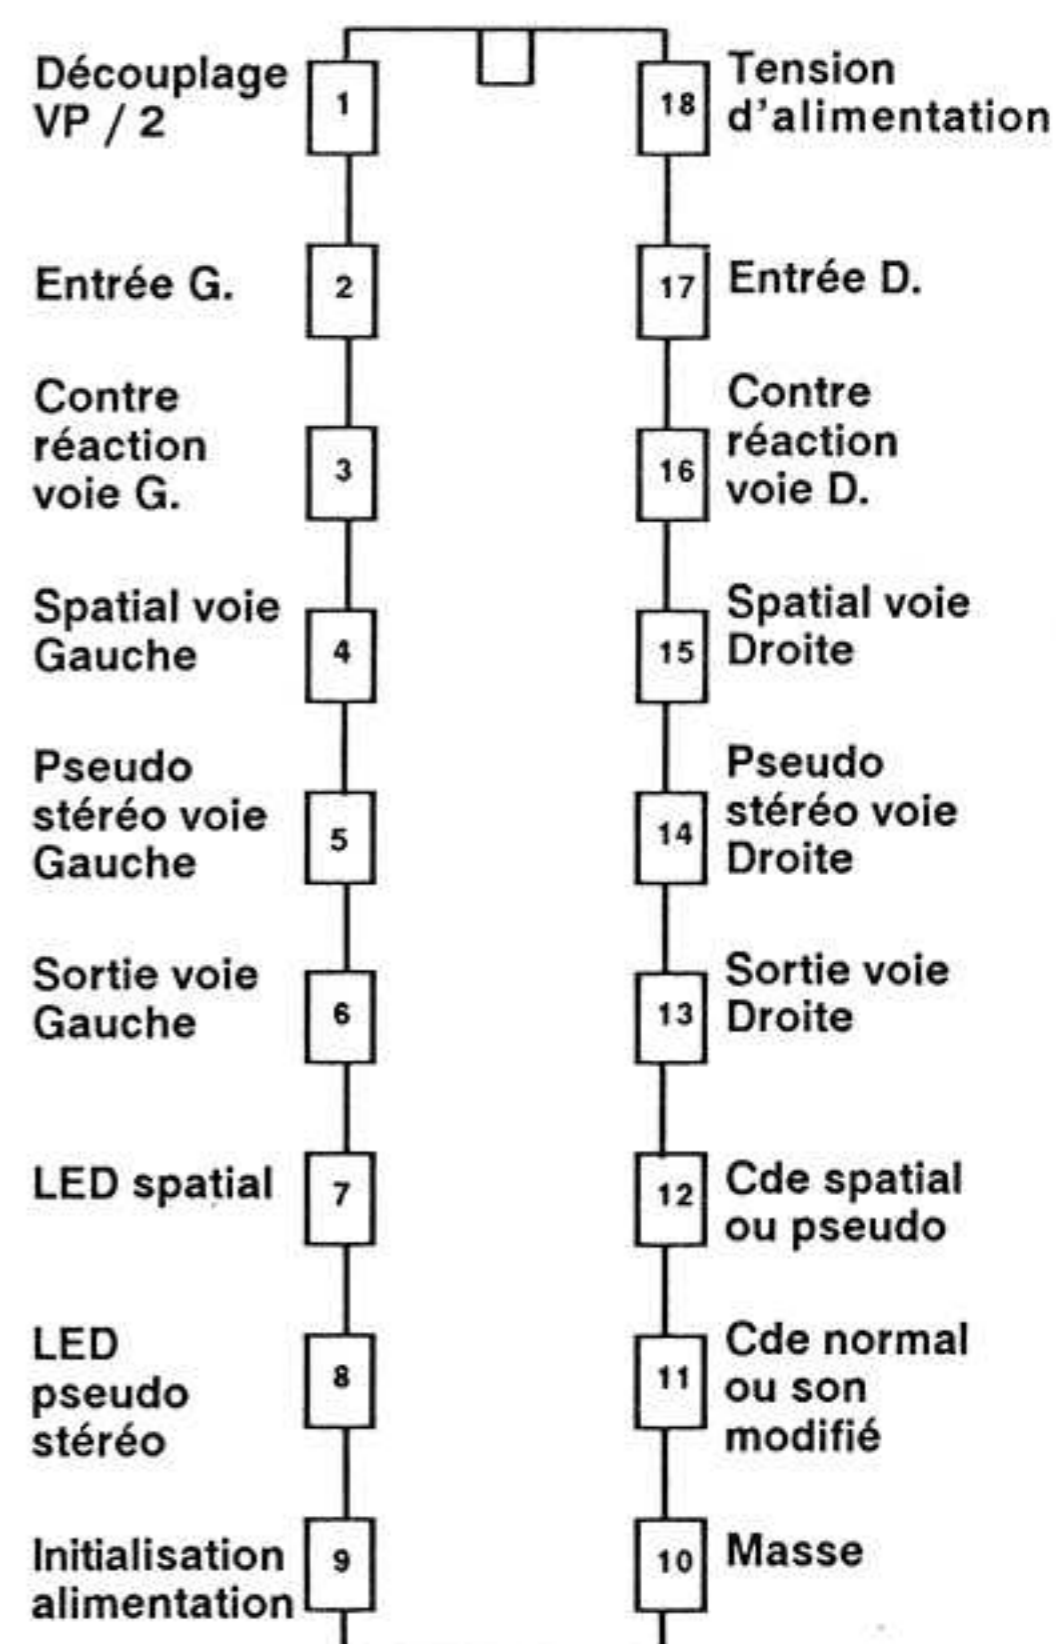 Découplage
VP / 2
1
18
Tension
d'alimentation
Entrée G.
2
17
Entrée D.
Contre
réaction
voie G.
3
16
Contre
réaction
voie D.
Spatial voie
Gauche
4
15
Spatial voie
Droite
Pseudo
stéréo voie
Gauche
5
14
Pseudo
stéréo voie
Droite
Sortie voie
Gauche
6
13
Sortie voie
Droite
LED spatial
7
12
Cde spatial
ou pseudo
LED
pseudo
stéréo
8
11
Cde normal
ou son
modifié
Initialisation
alimentation
9
10
Masse